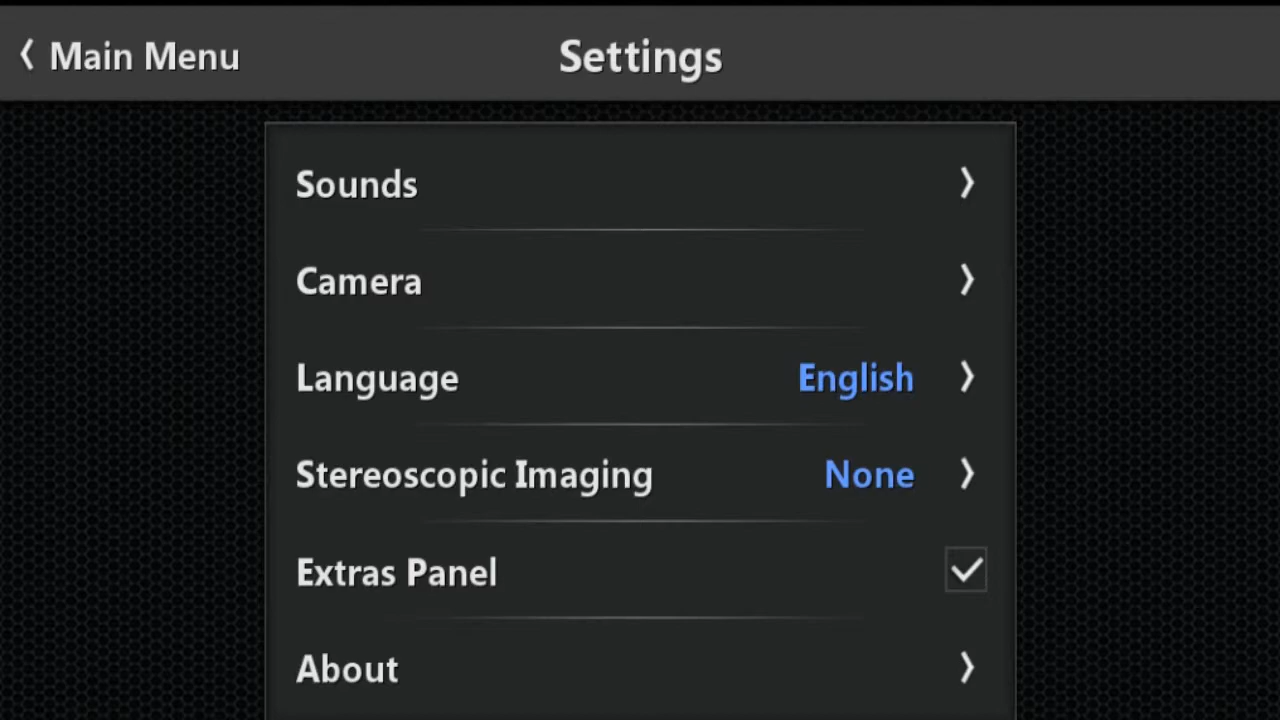 Main Menu
Settings
Sounds
Camera
Language English
Stereoscopic Imaging None
Extras Panel
About